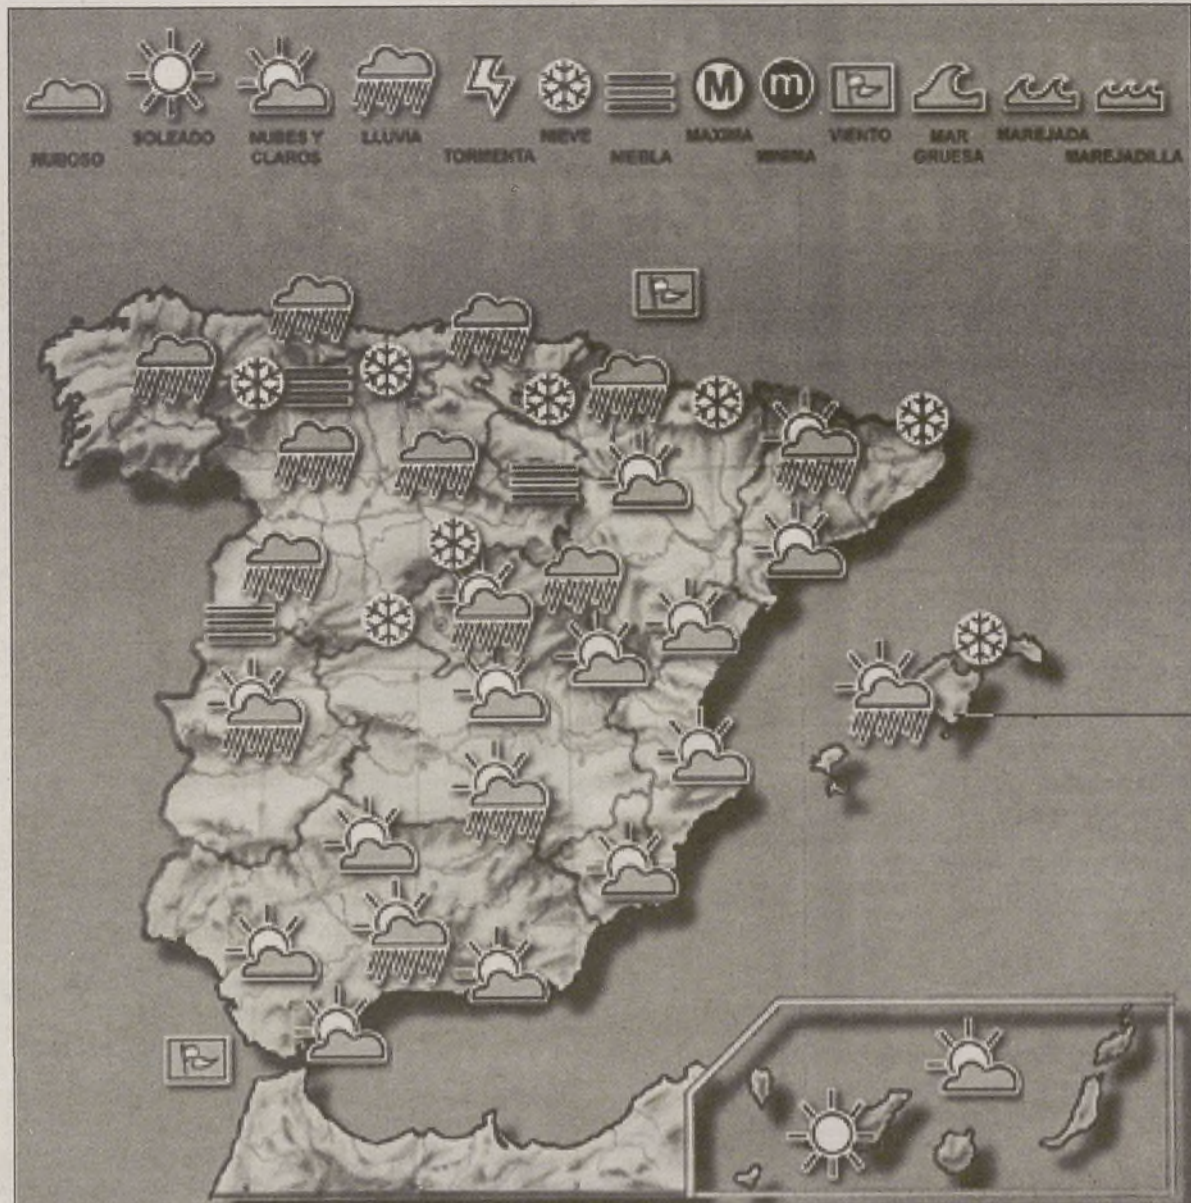 NUBOSO
SOLEADO
NUBES Y
CLAROS
LLUVIA
TORMENTA
NIEVE
NIEBLA
M
MAXIMA
m
MINIMA
VIENTO
MAR
GRUESA
MAREJADA
MAREJADILLA